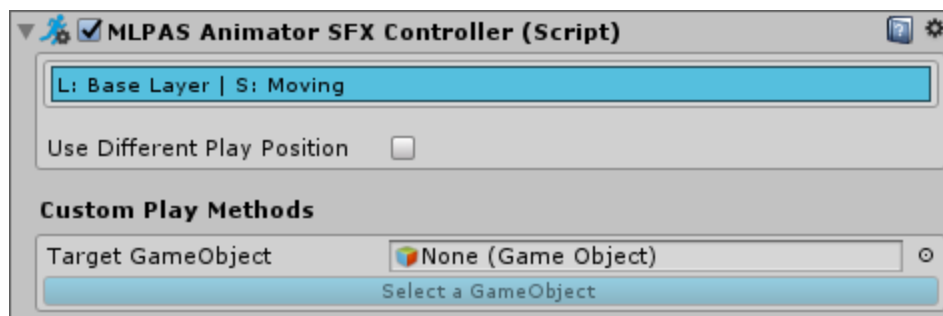 MLPAS Animator SFX Controller (Script)
L: Base Layer | S: Moving
Use Different Play Position
Custom Play Methods
Target GameObject None (Game Object)
Select a GameObject